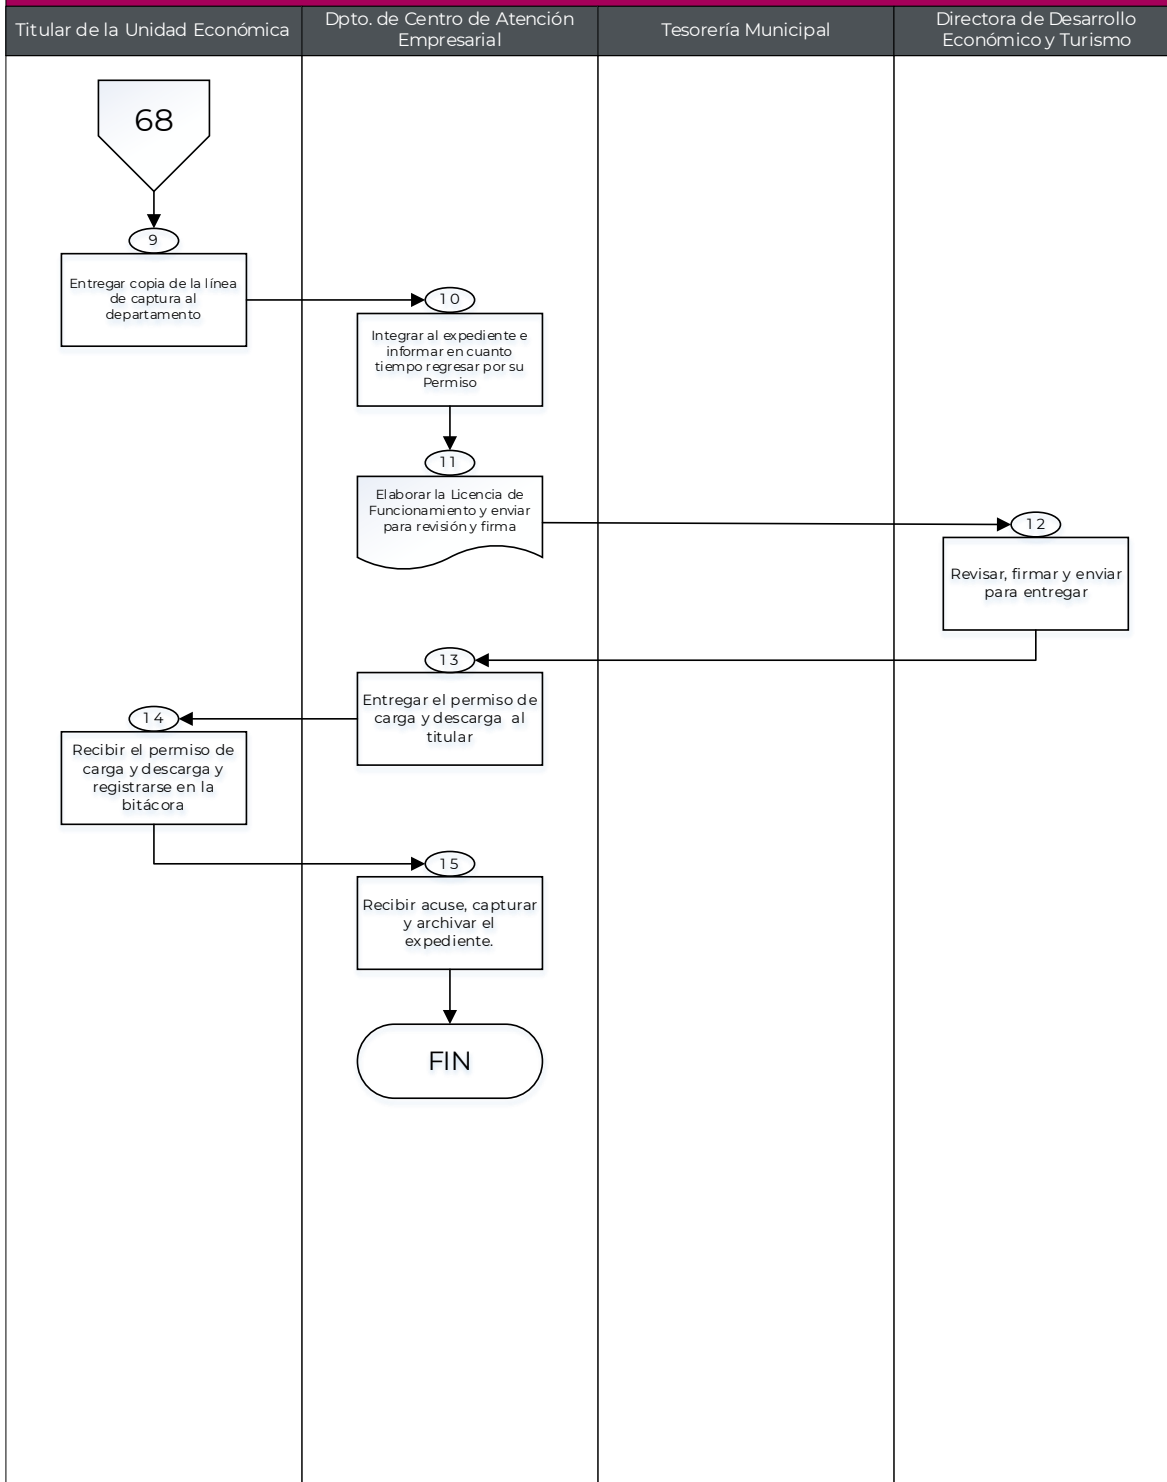 Titular de la Unidad Económica
Dpto. de Centro de Atención
Empresarial
Tesorería Municipal
Directora de Desarrollo
Económico y Turismo
68
9
Entregar copia de la línea
de captura al
departamento
10
Integrar al expediente e
informar en cuanto
tiempo regresar por su
Permiso
11
Elaborar la Licencia de
Funcionamiento y enviar
para revisión y firma
12
Revisar, firmar y enviar
para entregar
13
Entregar el permiso de
carga y descarga al
titular
14
Recibir el permiso de
carga y descarga y
registrarse en la
bitácora
15
Recibir acuse, capturar
y archivar el
expediente.
FIN